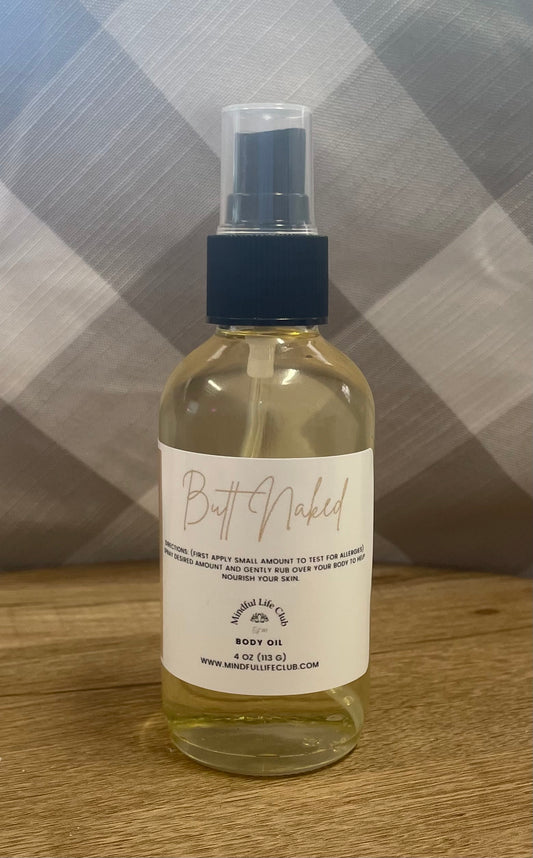 Butt Naked
DIRECTIONS: (FIRST APPLY SMALL AMOUNT TO TEST FOR ALLERGIES)
SPRAY DESIRED AMOUNT AND GENTLY RUB OVER YOUR BODY TO HELP
NOURISH YOUR SKIN.
Mindful Life Club
BODY OIL
4 OZ (113 G)
WWW.MINDFULLIFECLUB.COM